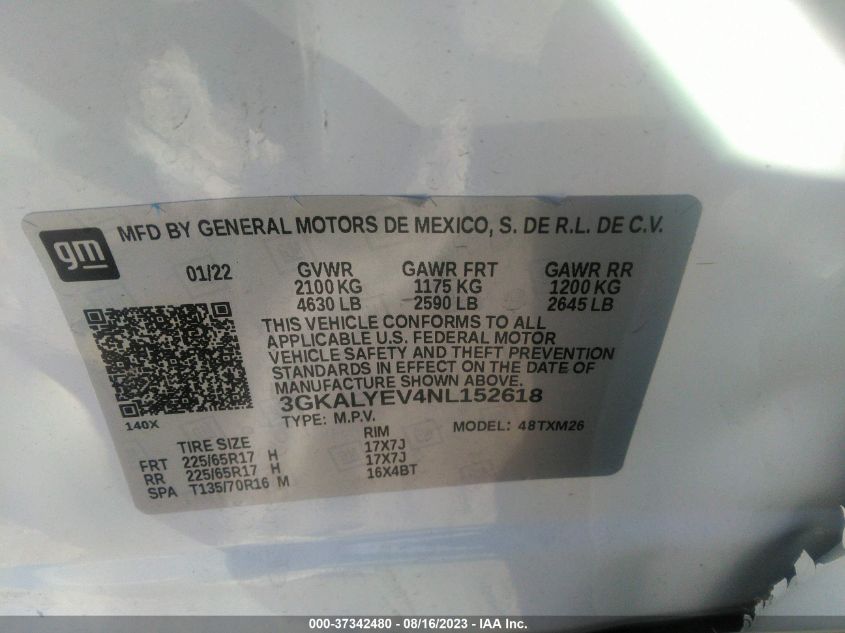 gm
MFD BY GENERAL MOTORS DE MEXICO, S. DE R.L. DE C.V.
01/22 GVWR GAWR FRT GAWR RR
2100 KG 1175 KG 1200 KG
4630 LB 2590 LB 2645 LB
THIS VEHICLE CONFORMS TO ALL
APPLICABLE U.S. FEDERAL MOTOR
VEHICLE SAFETY AND THEFT PREVENTION
STANDARDS IN EFFECT ON THE DATE OF
MANUFACTURE SHOWN ABOVE.
3GKALYEV4NL152618
140X
TYPE: M.P.V. MODEL: 48TXM26
TIRE SIZE RIM
FRT 225/65R17 H 17X7J
RR 225/65R17 H 17X7J
SPA T135/70R16 M 16X4BT
000-37342480 - 08/16/2023 - IAA Inc.